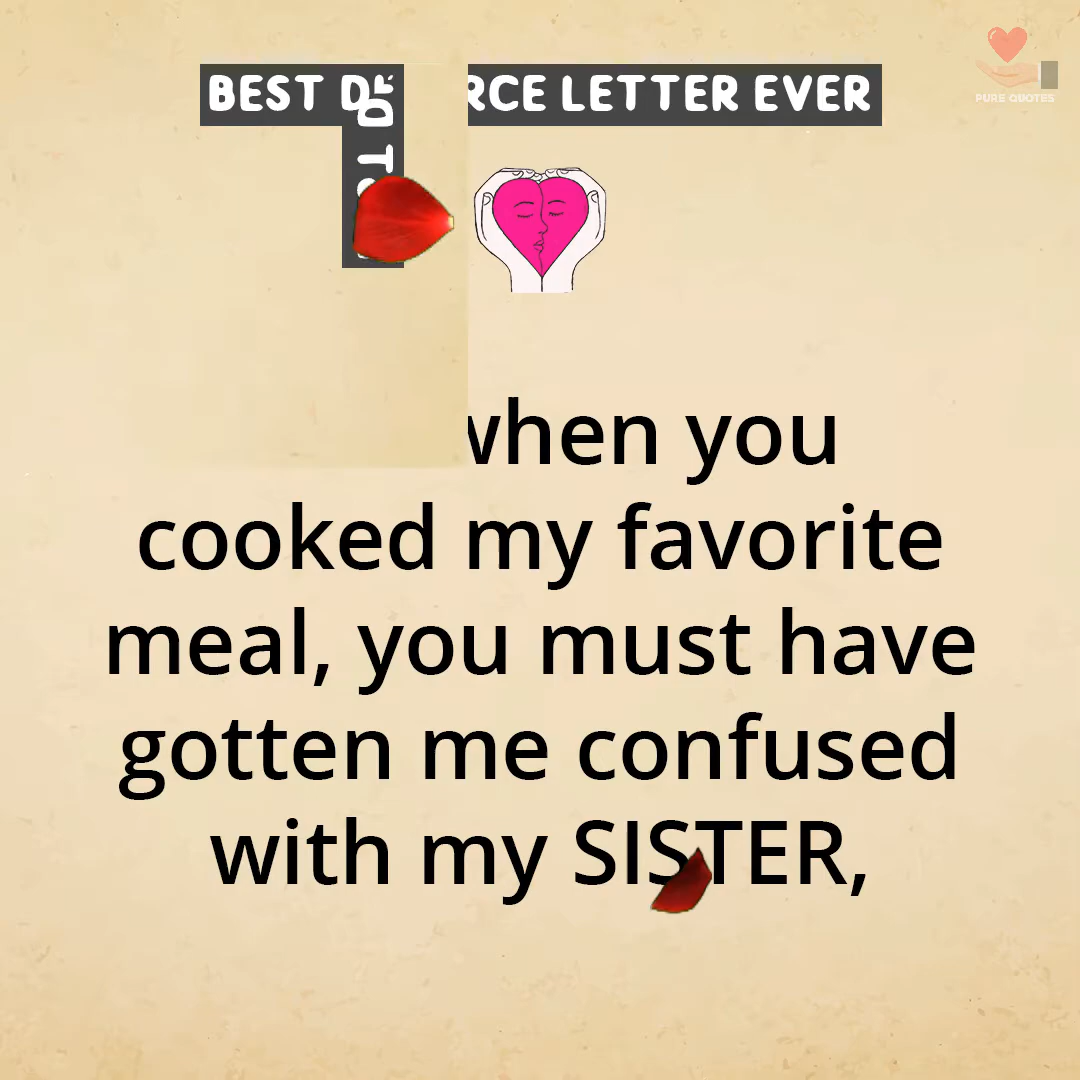 BEST D RCE LETTER EVER
PURE QUOTES
when you
cooked my favorite
meal, you must have
gotten me confused
with my SISTER,